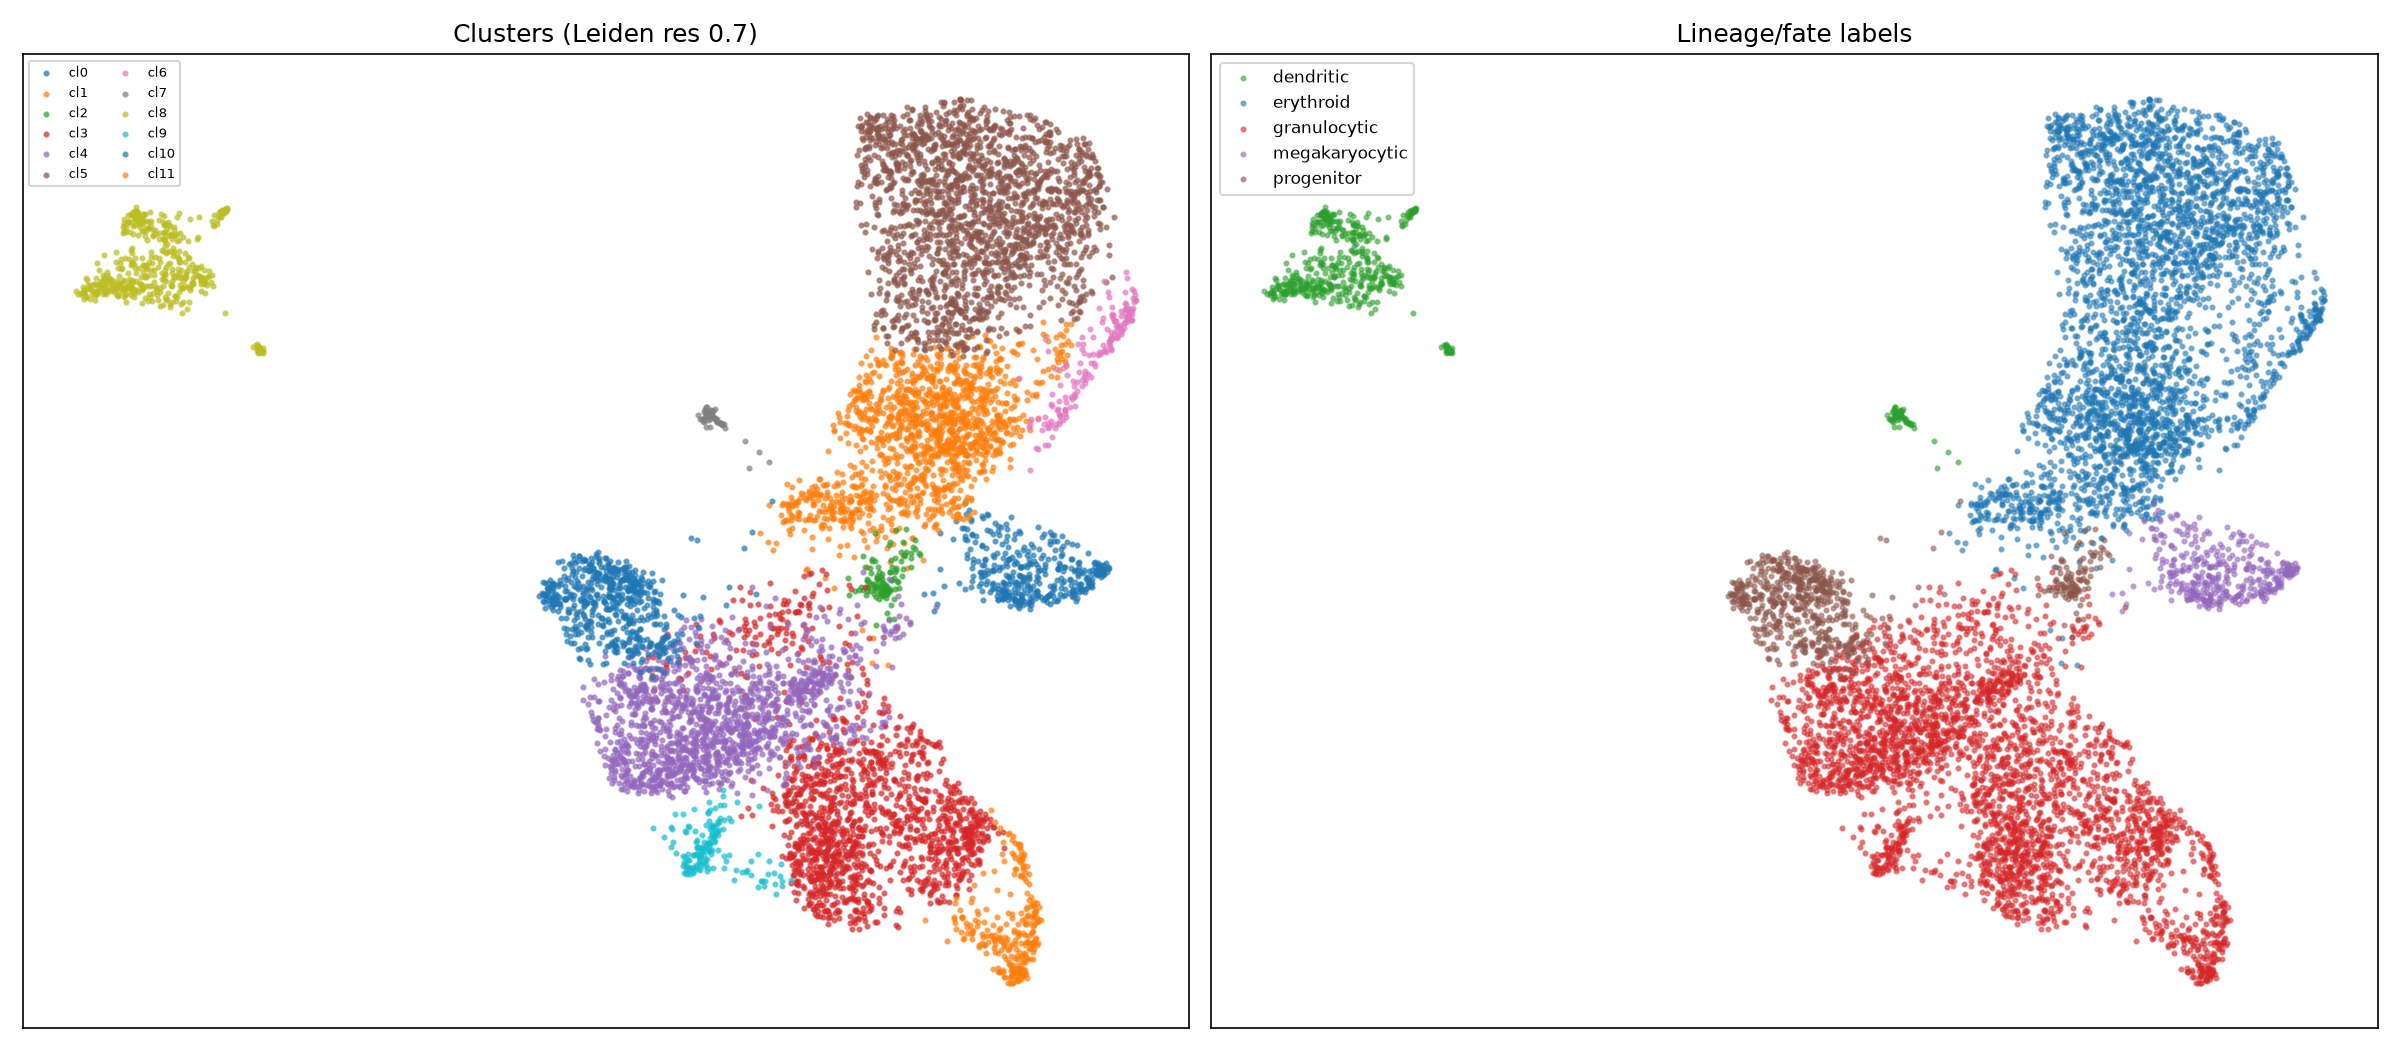 Clusters (Leiden res 0.7)
cl0 cl6
cl1 cl7
cl2 cl8
cl3 cl9
cl4 cl10
cl5 cl11
Lineage/fate labels
dendritic
erythroid
granulocytic
megakaryocytic
progenitor